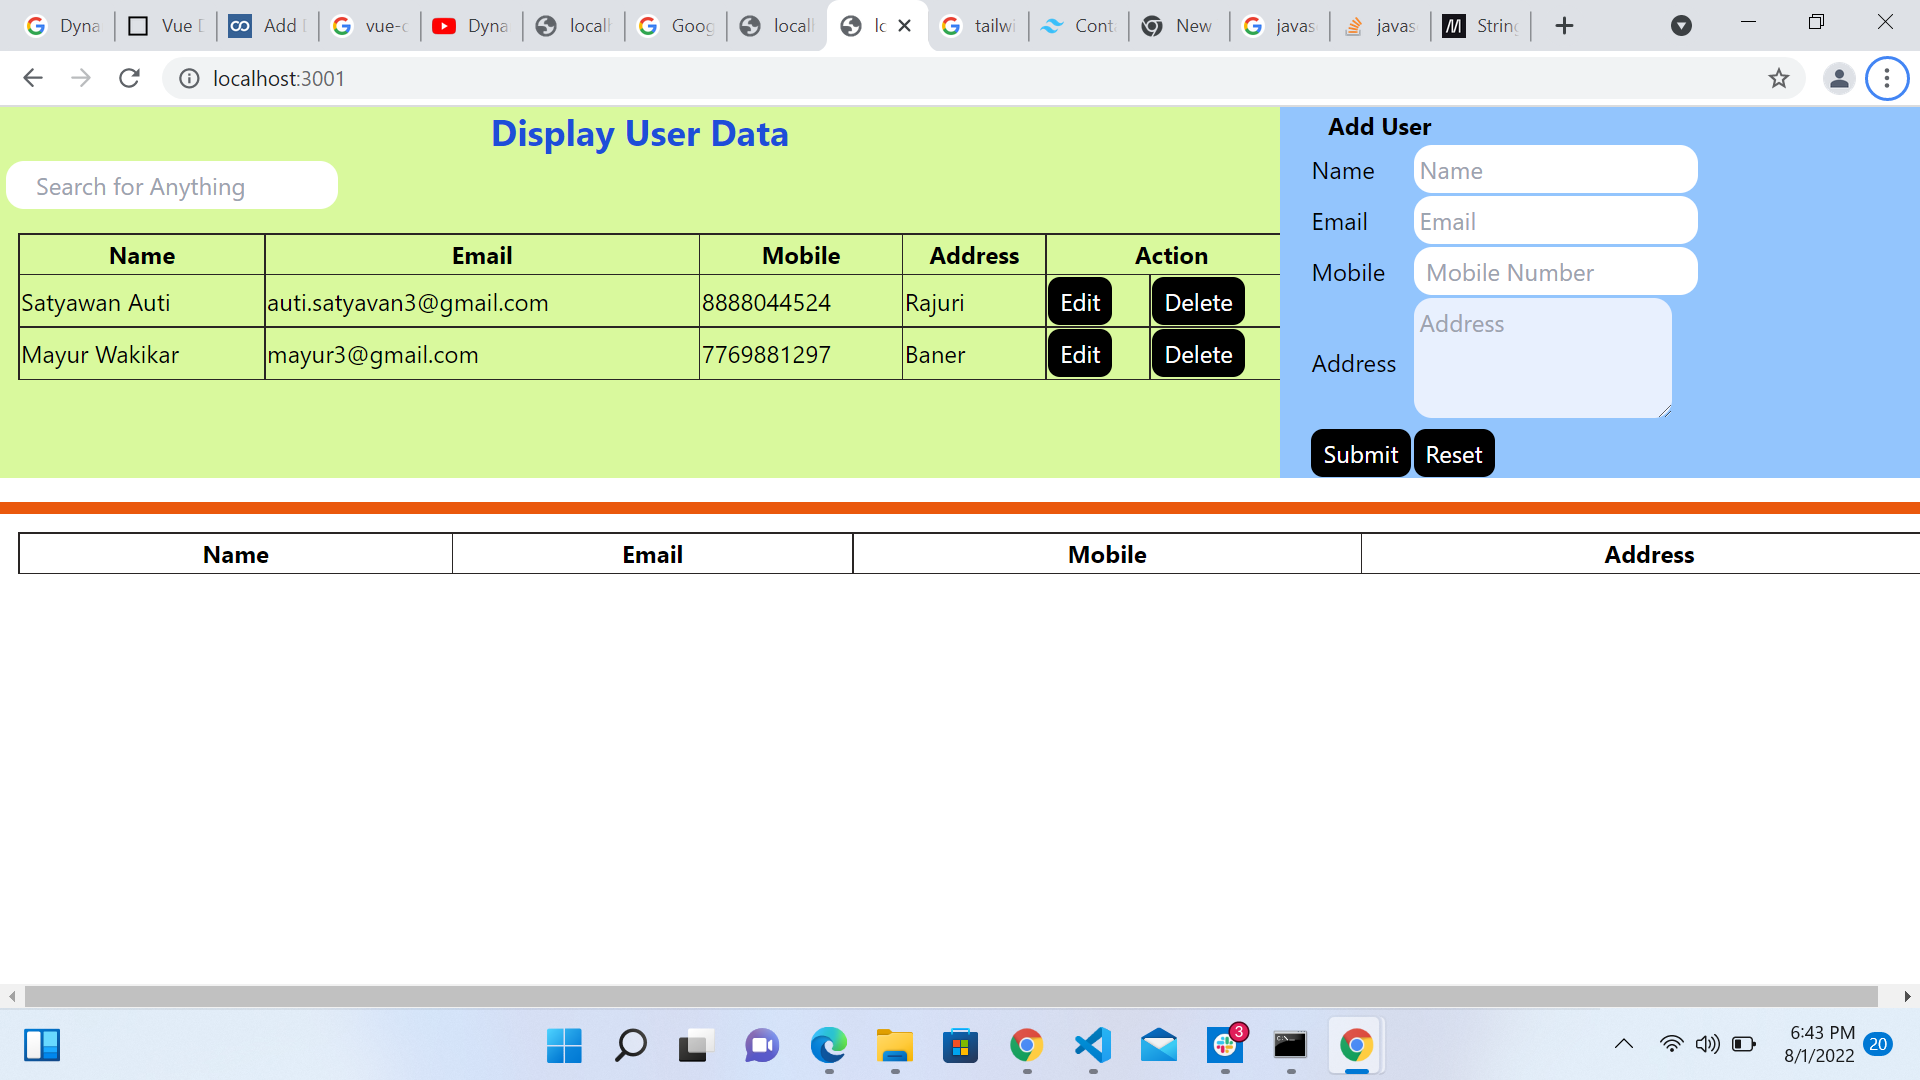 Dyna Vue D Add vue-c Dyna locall Goog locall lc tailwi Conta New javas javas String
localhost:3001
Display User Data
Search for Anything
Name Email Mobile Address Action
Satyawan Auti auti.satyavan3@gmail.com 8888044524 Rajuri Edit Delete
Mayur Wakikar mayur3@gmail.com 7769881297 Baner Edit Delete
Add User
Name Name
Email Email
Mobile Mobile Number
Address Address
Submit Reset
Name Email Mobile Address
3
6:43 PM
8/1/2022 20